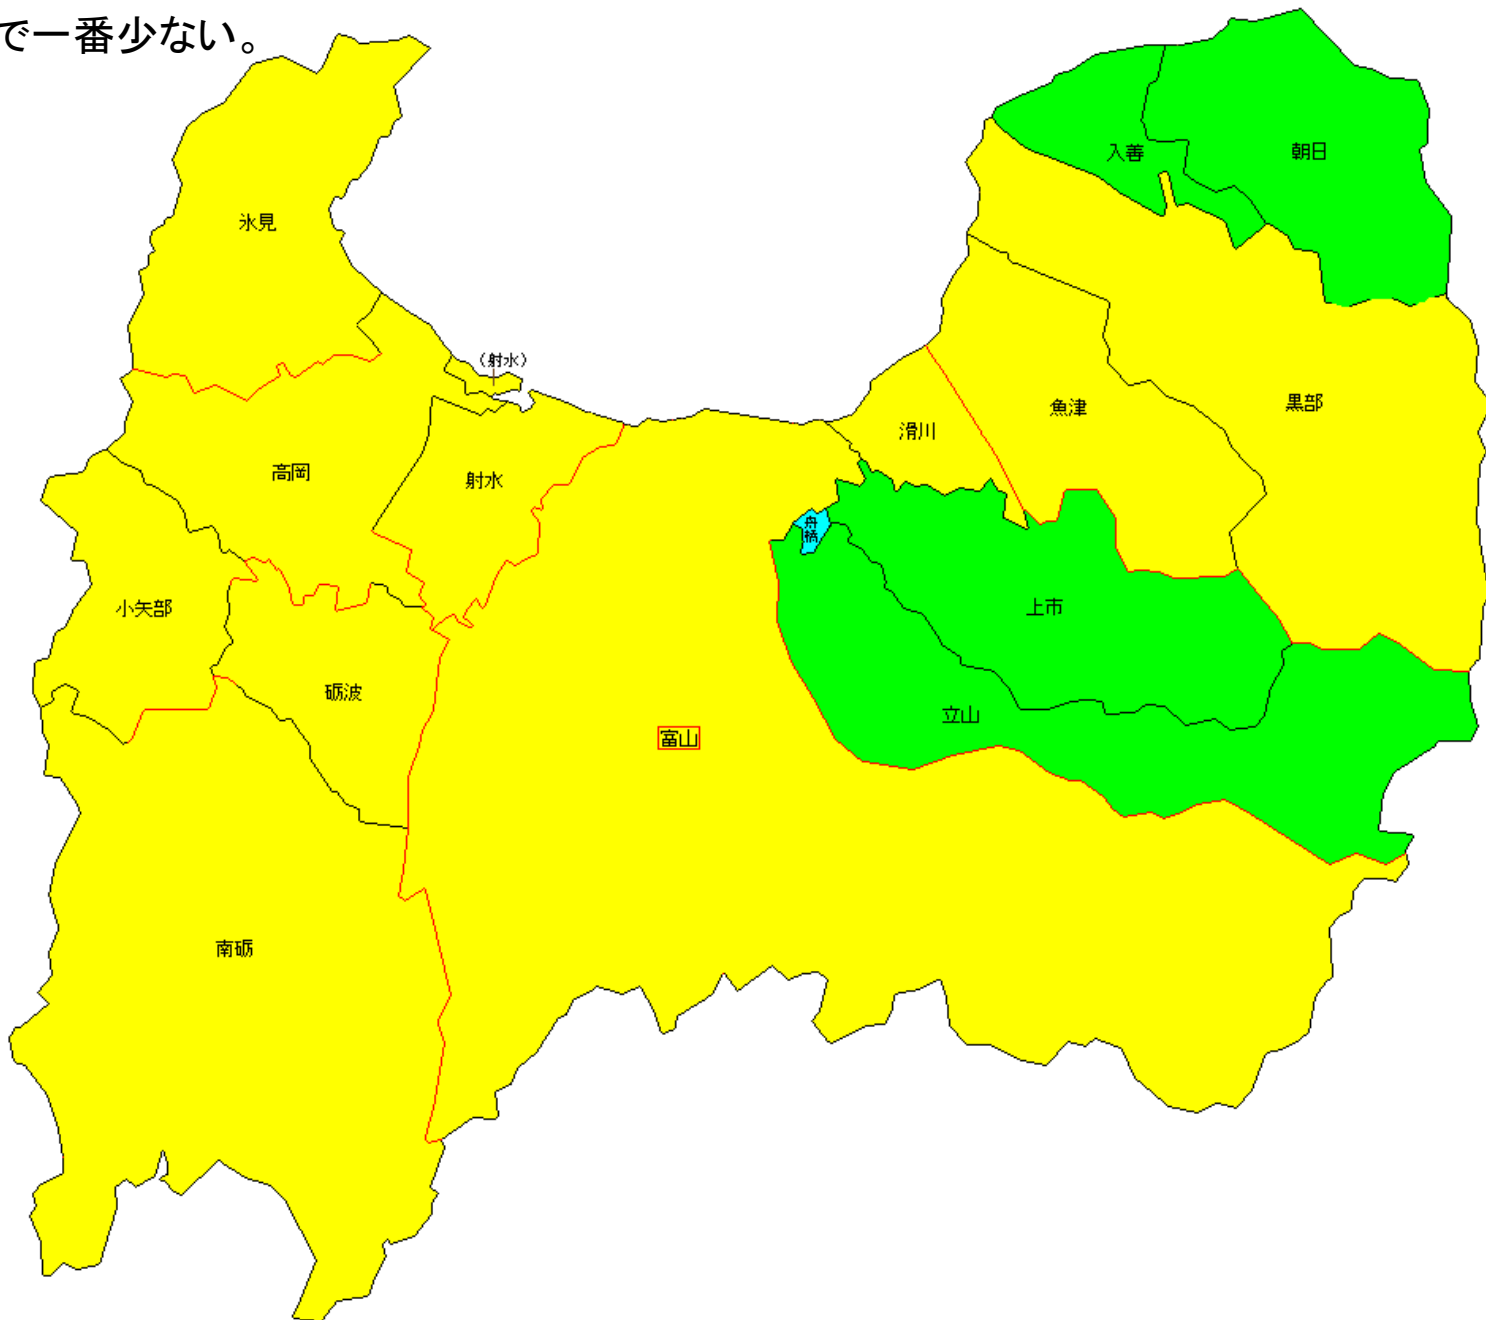 で一番少ない。
入善
朝日
氷見
(射水)
黒部
魚津
滑川
高岡
射水
舟橋
小矢部
上市
砺波
立山
富山
南砺